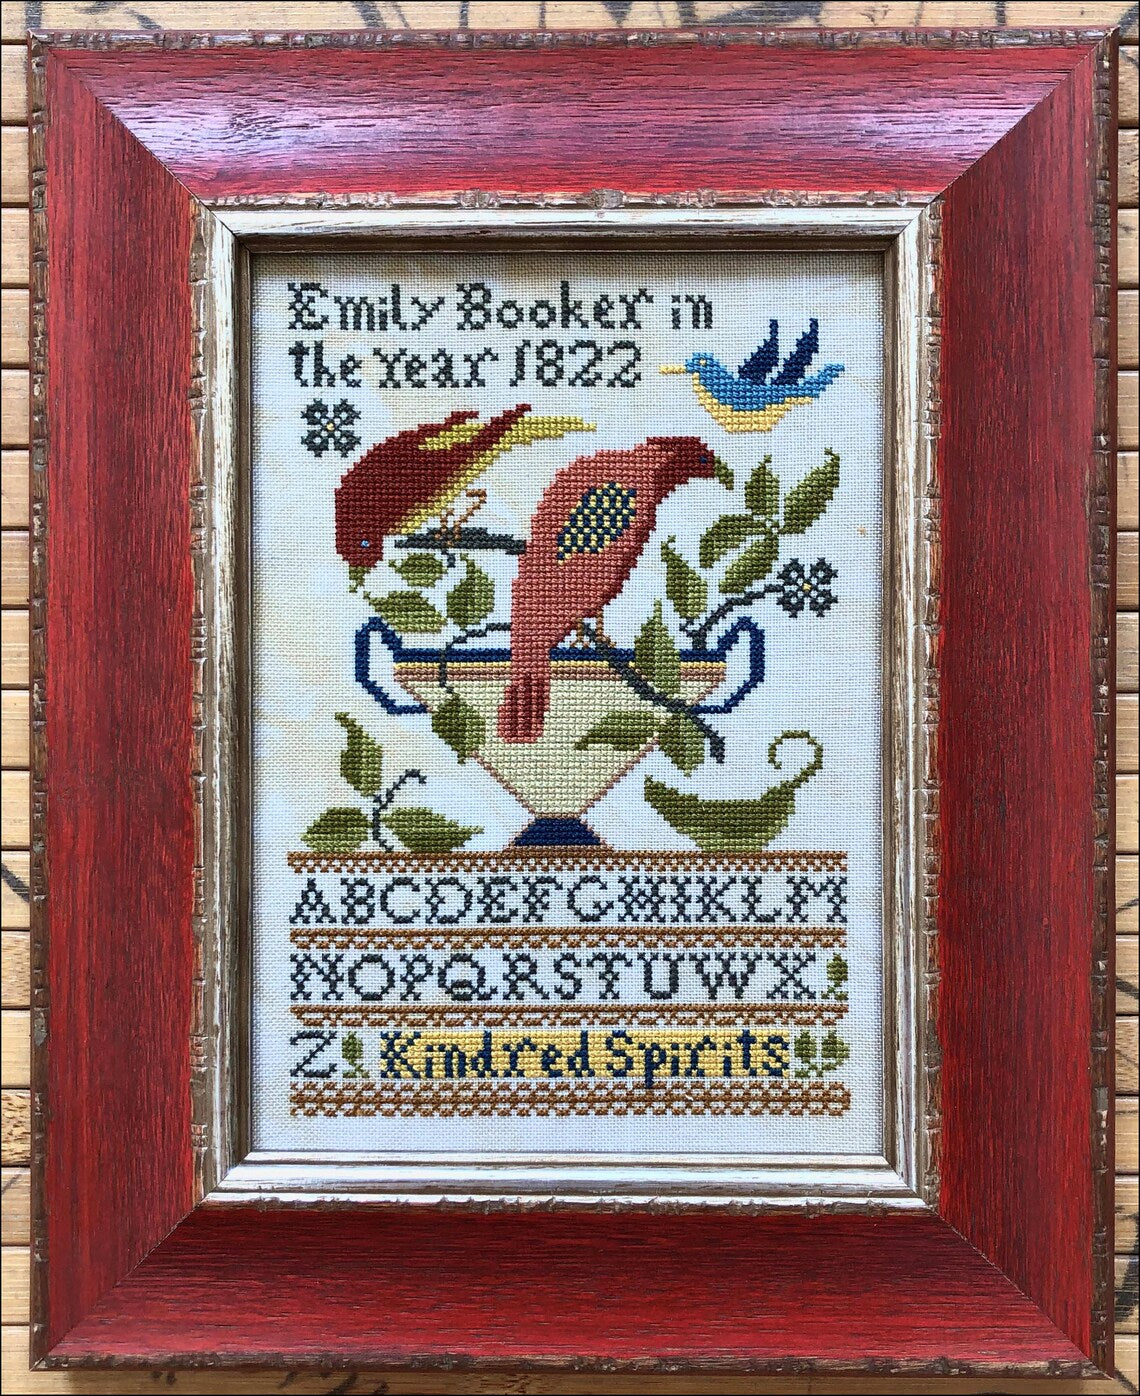 Emily Booker in
the Year 1822
ABCDEFGHIKLM
NOPQRSTUWX
Z Kindred Spirits